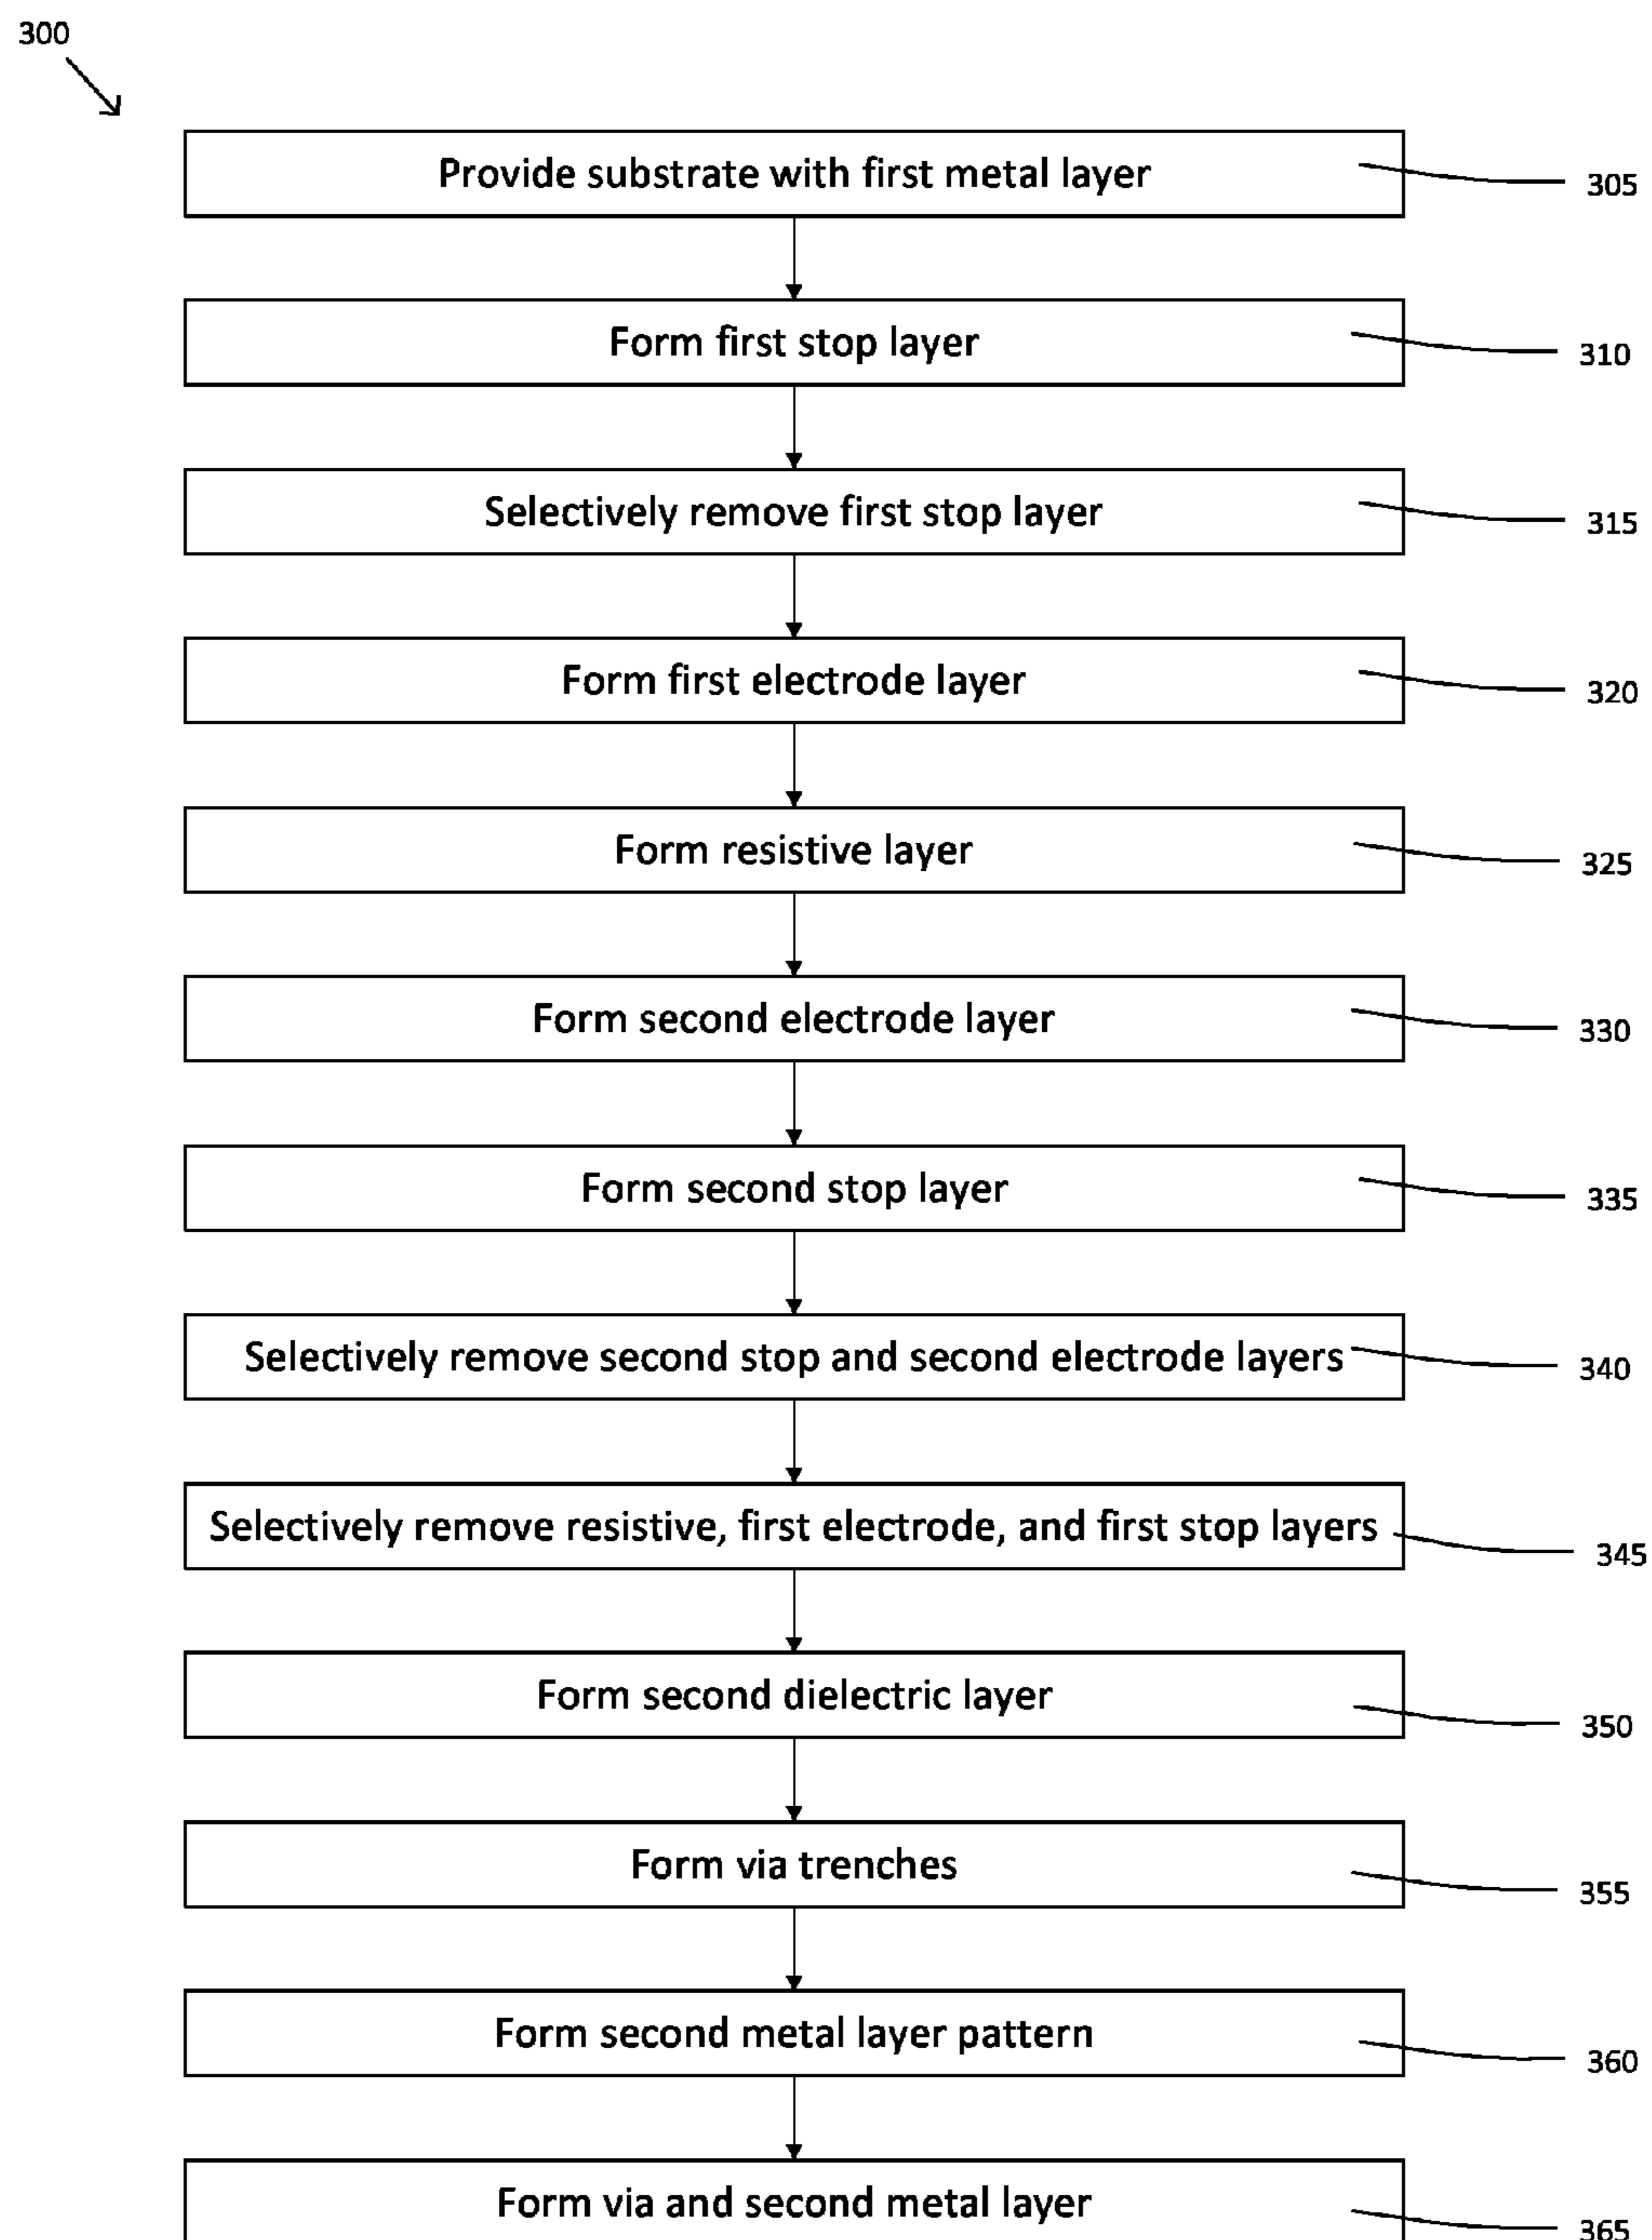 300
Provide substrate with first metal layer
305
Form first stop layer
310
Selectively remove first stop layer
315
Form first electrode layer
320
Form resistive layer
325
Form second electrode layer
330
Form second stop layer
335
Selectively remove second stop and second electrode layers
340
Selectively remove resistive, first electrode, and first stop layers
345
Form second dielectric layer
350
Form via trenches
355
Form second metal layer pattern
360
Form via and second metal layer
365